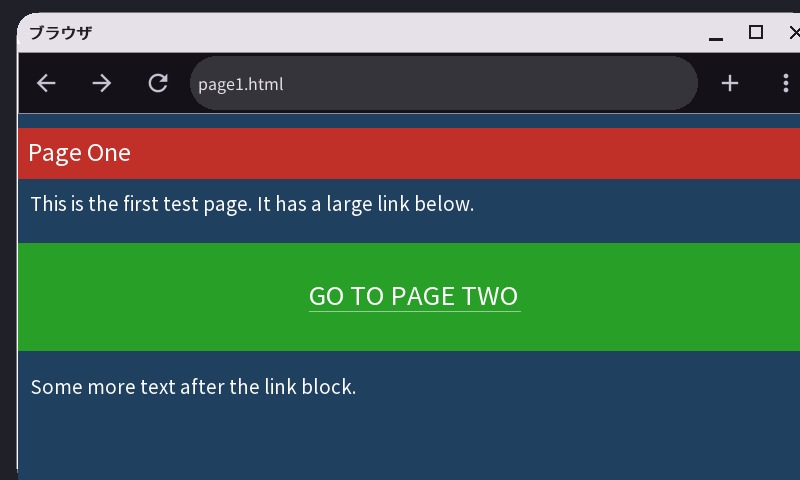 ブラウザ
page1.html
Page One
This is the first test page. It has a large link below.
GO TO PAGE TWO
Some more text after the link block.